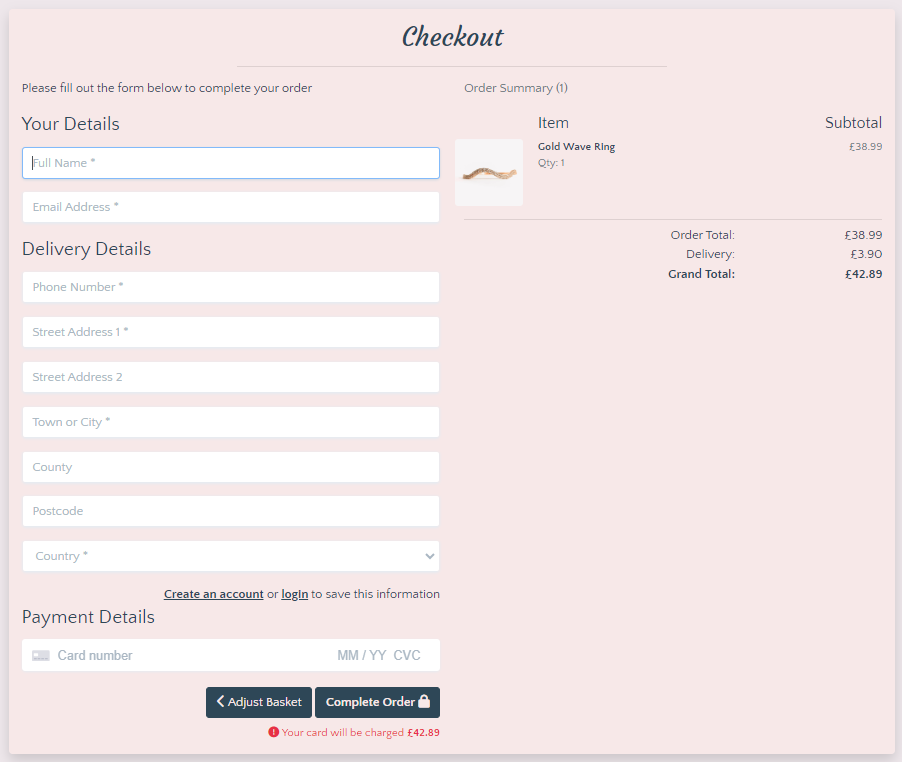 Checkout
Please fill out the form below to complete your order
Your Details
Full Name *
Email Address *
Delivery Details
Phone Number *
Street Address 1 *
Street Address 2
Town or City *
County
Postcode
Country *
Create an account or login to save this information
Payment Details
Card number MM / YY CVC
Adjust Basket Complete Order
Your card will be charged £42.89
Order Summary (1)
Item Subtotal
Gold Wave Ring £38.99
Qty: 1
Order Total: £38.99
Delivery: £3.90
Grand Total: £42.89